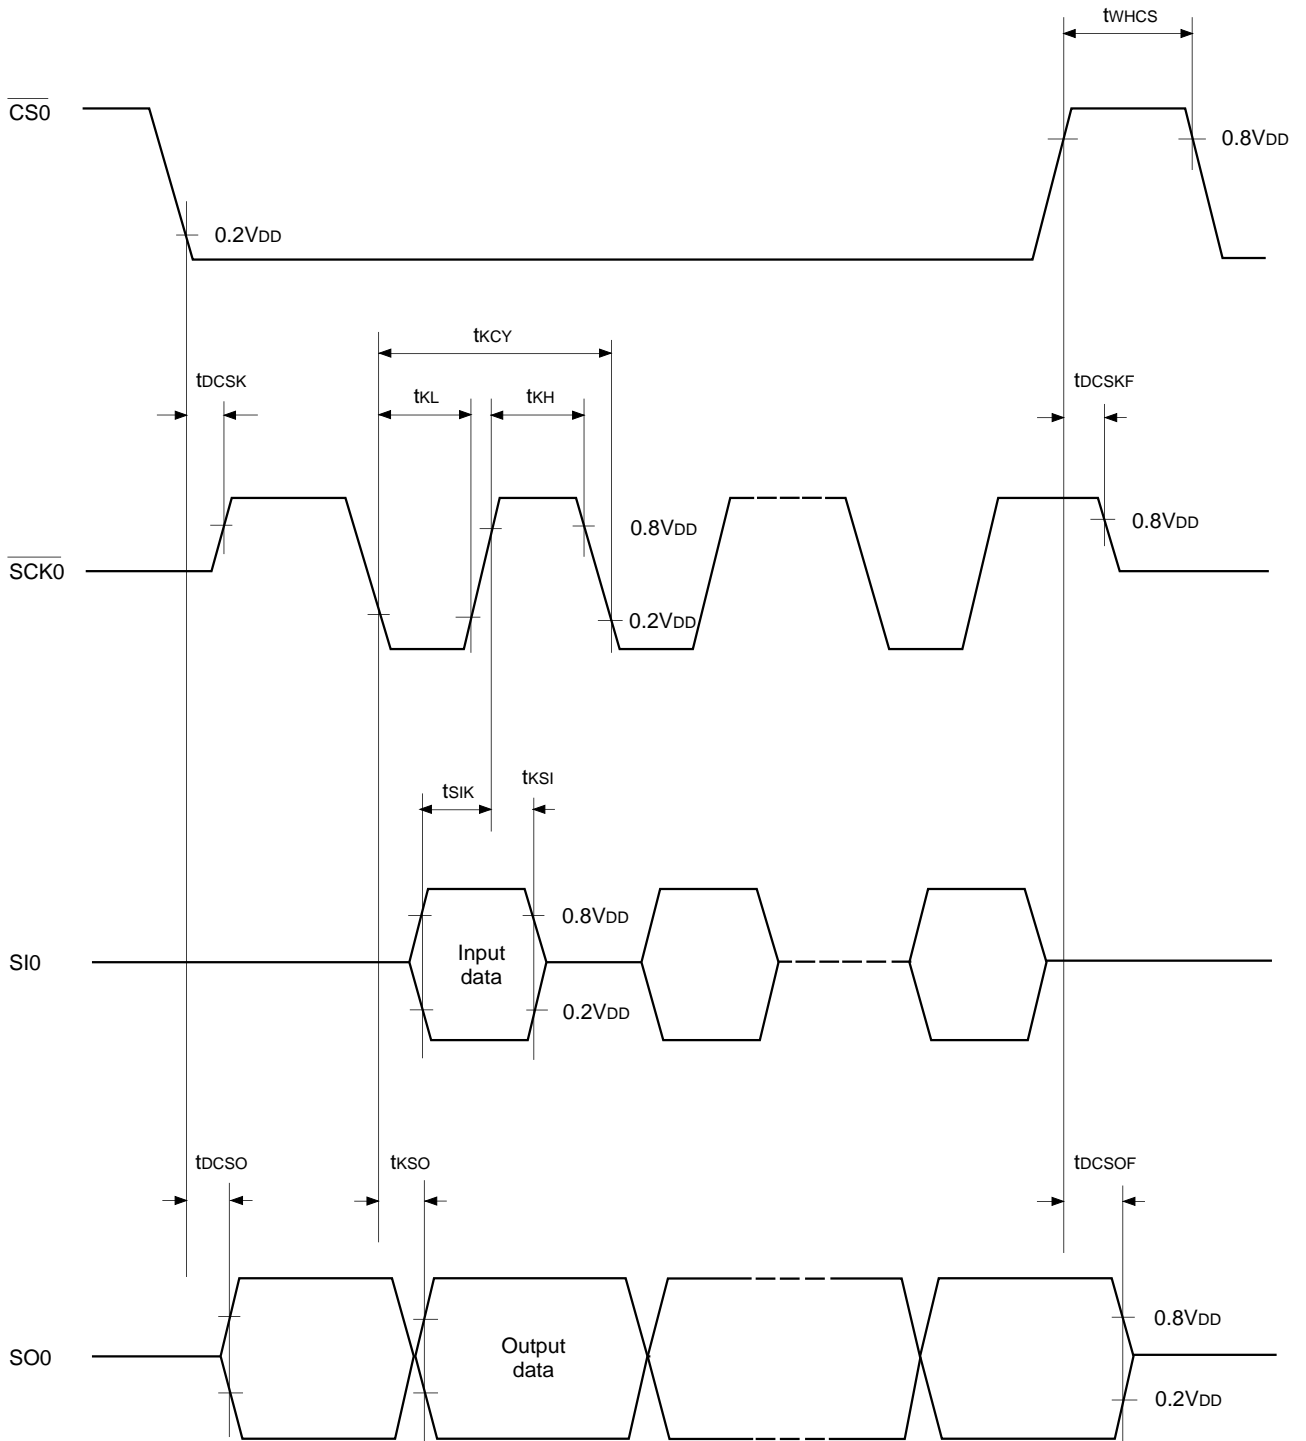 tWHCS
CS0
0.8VDD
0.2VDD
tKCY
tDCSK
tKL
tKH
tDCSKF
0.8VDD
0.8VDD
SCK0
0.2VDD
tKSI
tSIK
0.8VDD
Input
data
SI0
0.2VDD
tDCSO
tKSO
tDCSOF
0.8VDD
Output
data
SO0
0.2VDD